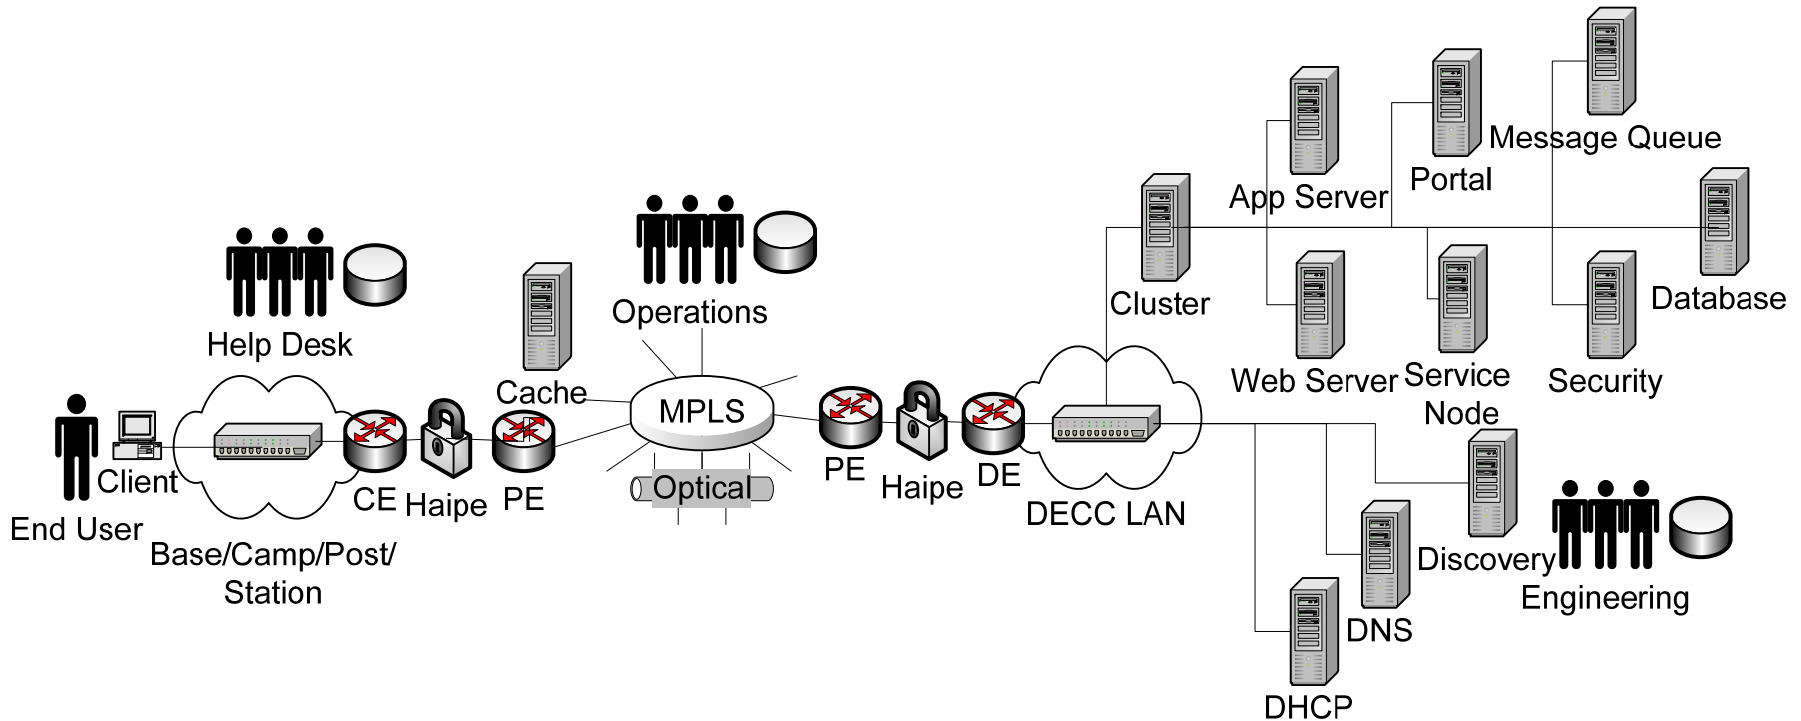 Message Queue
Portal
App Server
Cluster
Database
Operations
Help Desk
Cache
MPLS
Web Server
Service
Node
Security
Client
End User
CE
Haipe
PE
Optical
PE
Haipe
DE
DECC LAN
Base/Camp/Post/
Station
Discovery
Engineering
DNS
DHCP